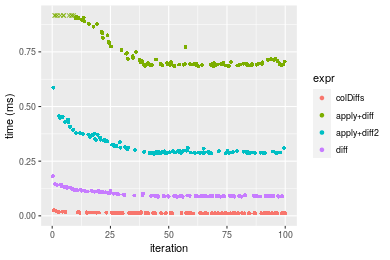 0.75
0.50
0.25
0.00
time (ms)
0
25
50
75
100
iteration
expr
colDiffs
apply+diff
apply+diff2
diff